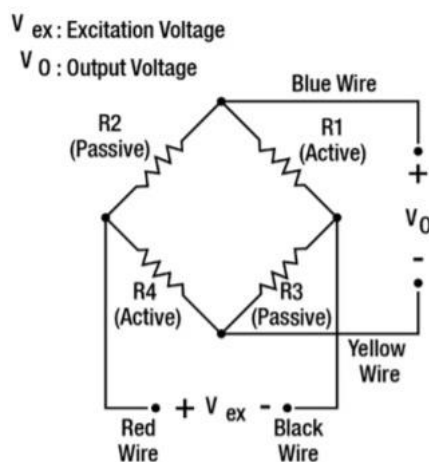 V ex : Excitation Voltage
V O : Output Voltage
Blue Wire
R2
(Passive)
R1
(Active)
+
V O
-
R4
(Active)
R3
(Passive)
Yellow
Wire
+ V ex -
Red
Wire
Black
Wire